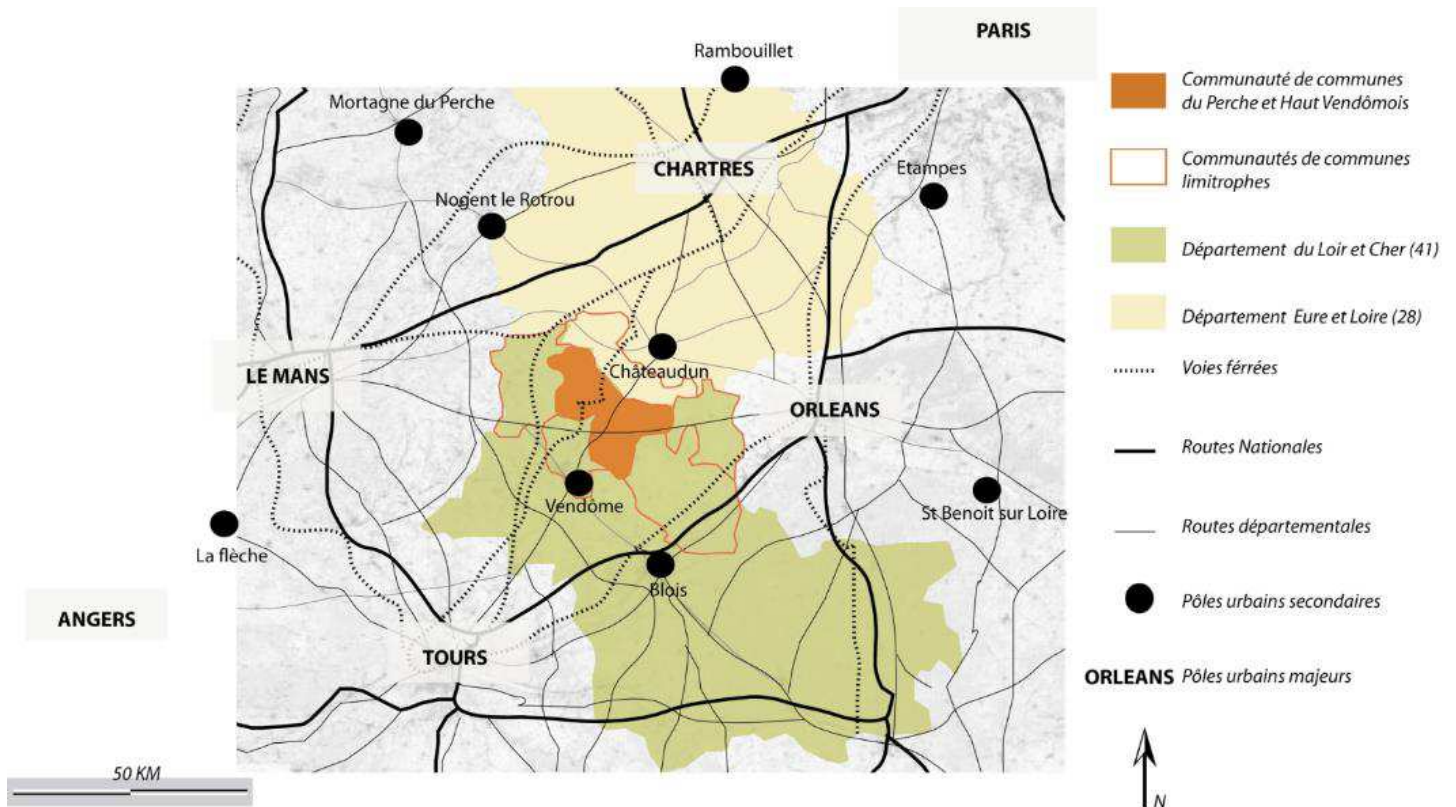 PARIS
Rambouillet
Mortagne du Perche
CHARTRES
Etampes
Nogent le Rotrou
Châteaudun
LE MANS
ORLEANS
Vendôme
St Benoit sur Loire
La flèche
Blois
ANGERS
TOURS
50 KM
Communauté de communes
du Perche et Haut Vendômois
Communautés de communes
limitrophes
Département du Loir et Cher (41)
Département Eure et Loire (28)
Voies férrées
Routes Nationales
Routes départementales
Pôles urbains secondaires
ORLEANS Pôles urbains majeurs
N